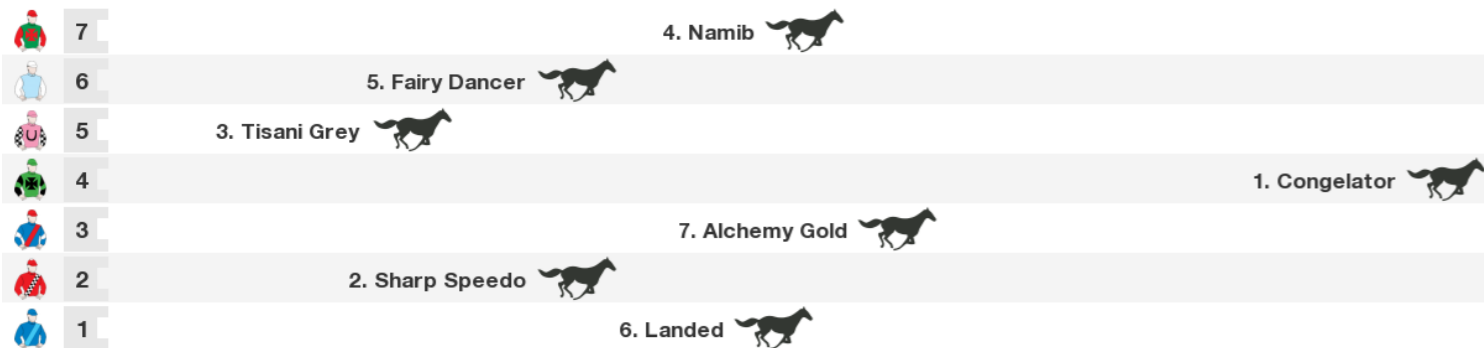 7 4. Namib
6 5. Fairy Dancer
5 U 3. Tisani Grey
4 1. Congelator
3 7. Alchemy Gold
2 2. Sharp Speedo
1 6. Landed